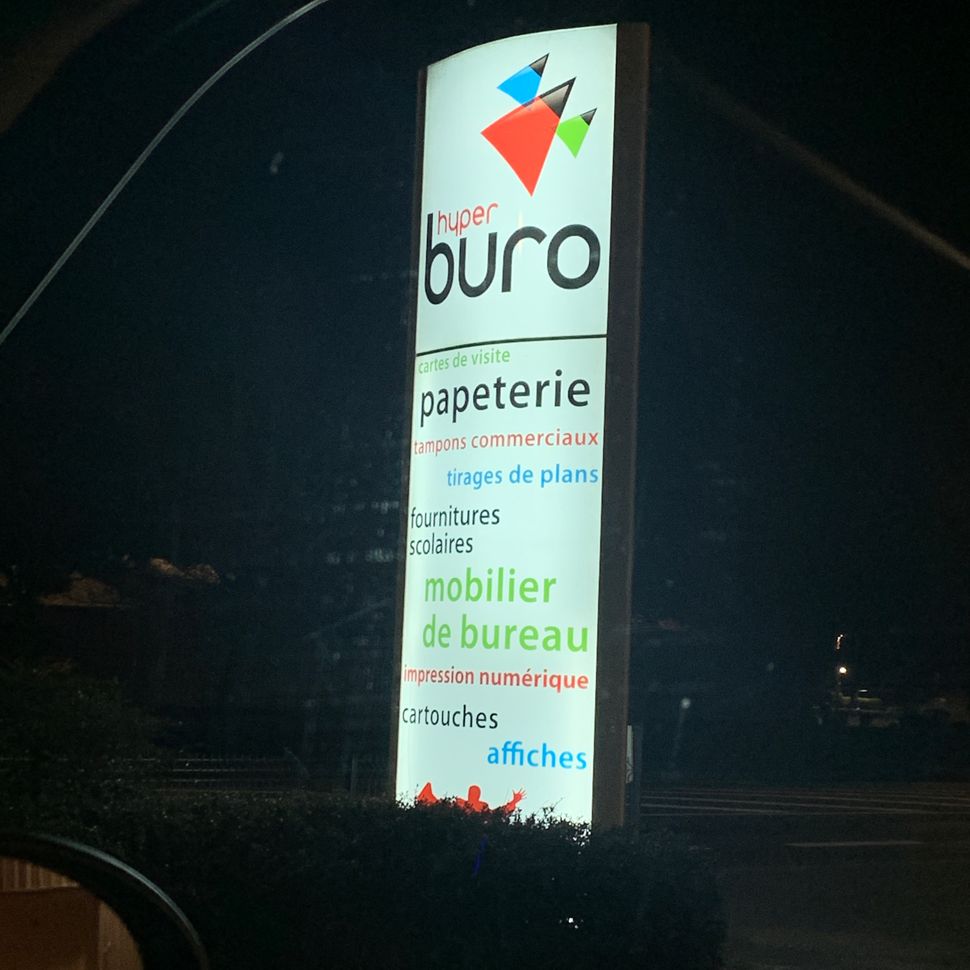 hyper
buro
cartes de visite
papeterie
tampons commerciaux
tirages de plans
fournitures
scolaires
mobilier
de bureau
impression numérique
cartouches
affiches